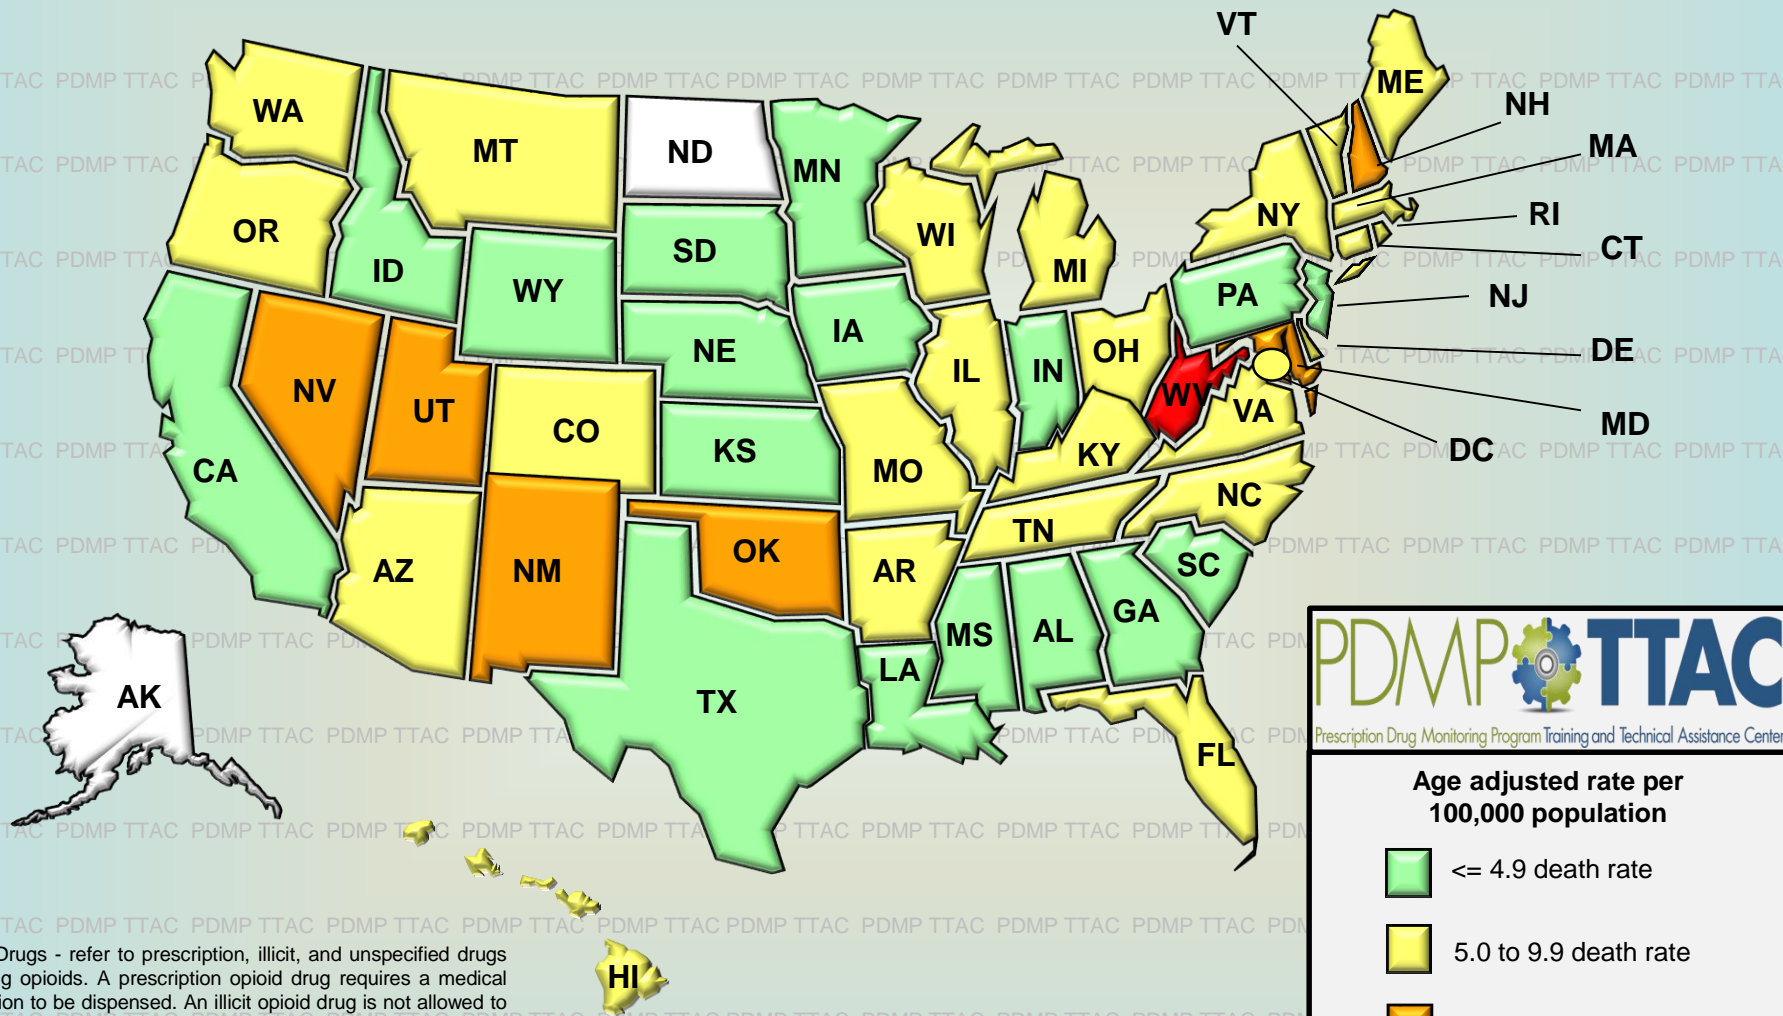 VT
ME
WA
NH
MT
ND
MN
MA
NY
RI
OR
WI
CT
SD
ID
MI
WY
PA
NJ
IA
NE
OH
DE
NV
IL
IN
UT
WV
VA
CO
MD
KS
KY
DC
CA
MO
NC
TN
OK
AZ
NM
AR
SC
GA
MS
AL
LA
AK
TX
FL
HI
PDMP TTAC
Prescription Drug Monitoring Program Training and Technical Assistance Center
Age adjusted rate per
100,000 population
<= 4.9 death rate
5.0 to 9.9 death rate
Drugs - refer to prescription, illicit, and unspecified drugs
g opioids. A prescription opioid drug requires a medical
ion to be dispensed. An illicit opioid drug is not allowed to